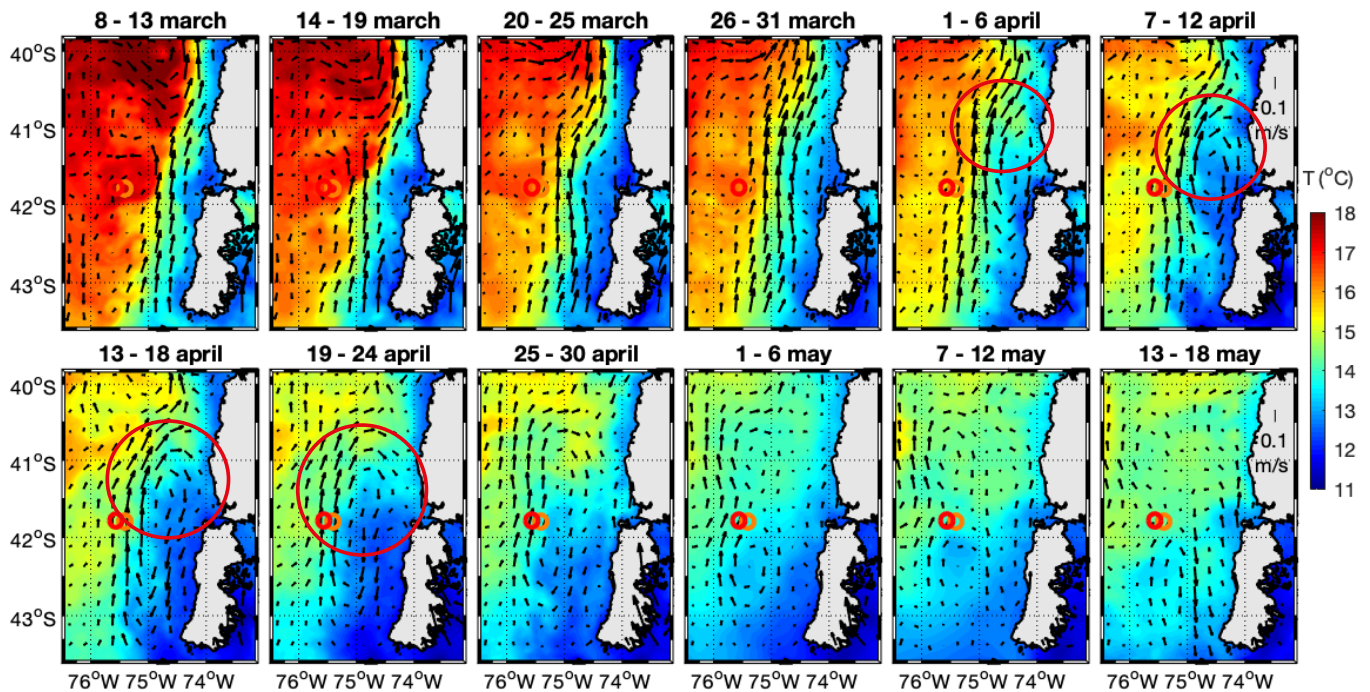 8 - 13 march 14 - 19 march 20 - 25 march 26 - 31 march 1 - 6 april 7 - 12 april
40°S
41°S
42°S
43°S
0.1
m/s
T (°C)
18
17
16
15
14
13
12
11
13 - 18 april 19 - 24 april 25 - 30 april 1 - 6 may 7 - 12 may 13 - 18 may
40°S
41°S
42°S
43°S
0.1
m/s
76°W 75°W 74°W 76°W 75°W 74°W 76°W 75°W 74°W 76°W 75°W 74°W 76°W 75°W 74°W 76°W 75°W 74°W